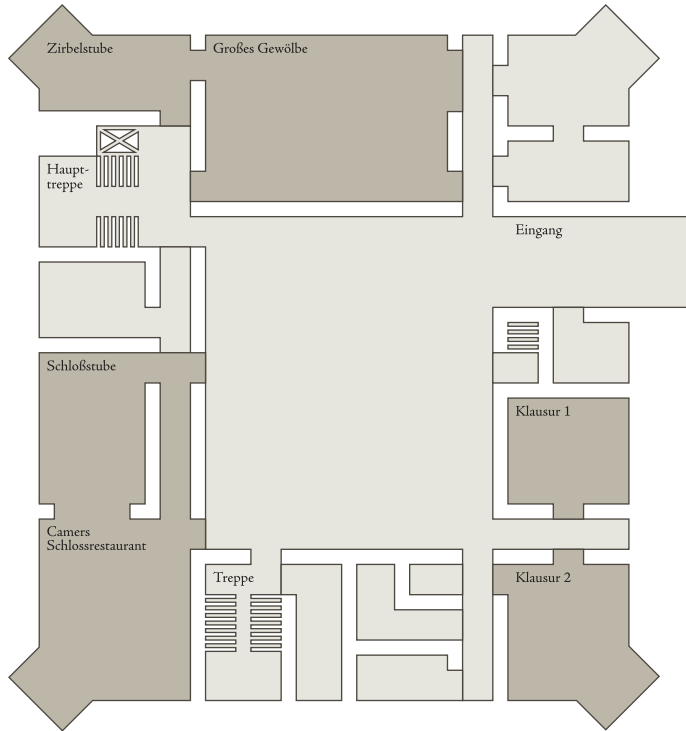 Zirbelstube
Großes Gewölbe
Haupt-
treppe
Eingang
Schloßstube
Klausur 1
Camers
Schlossrestaurant
Treppe
Klausur 2